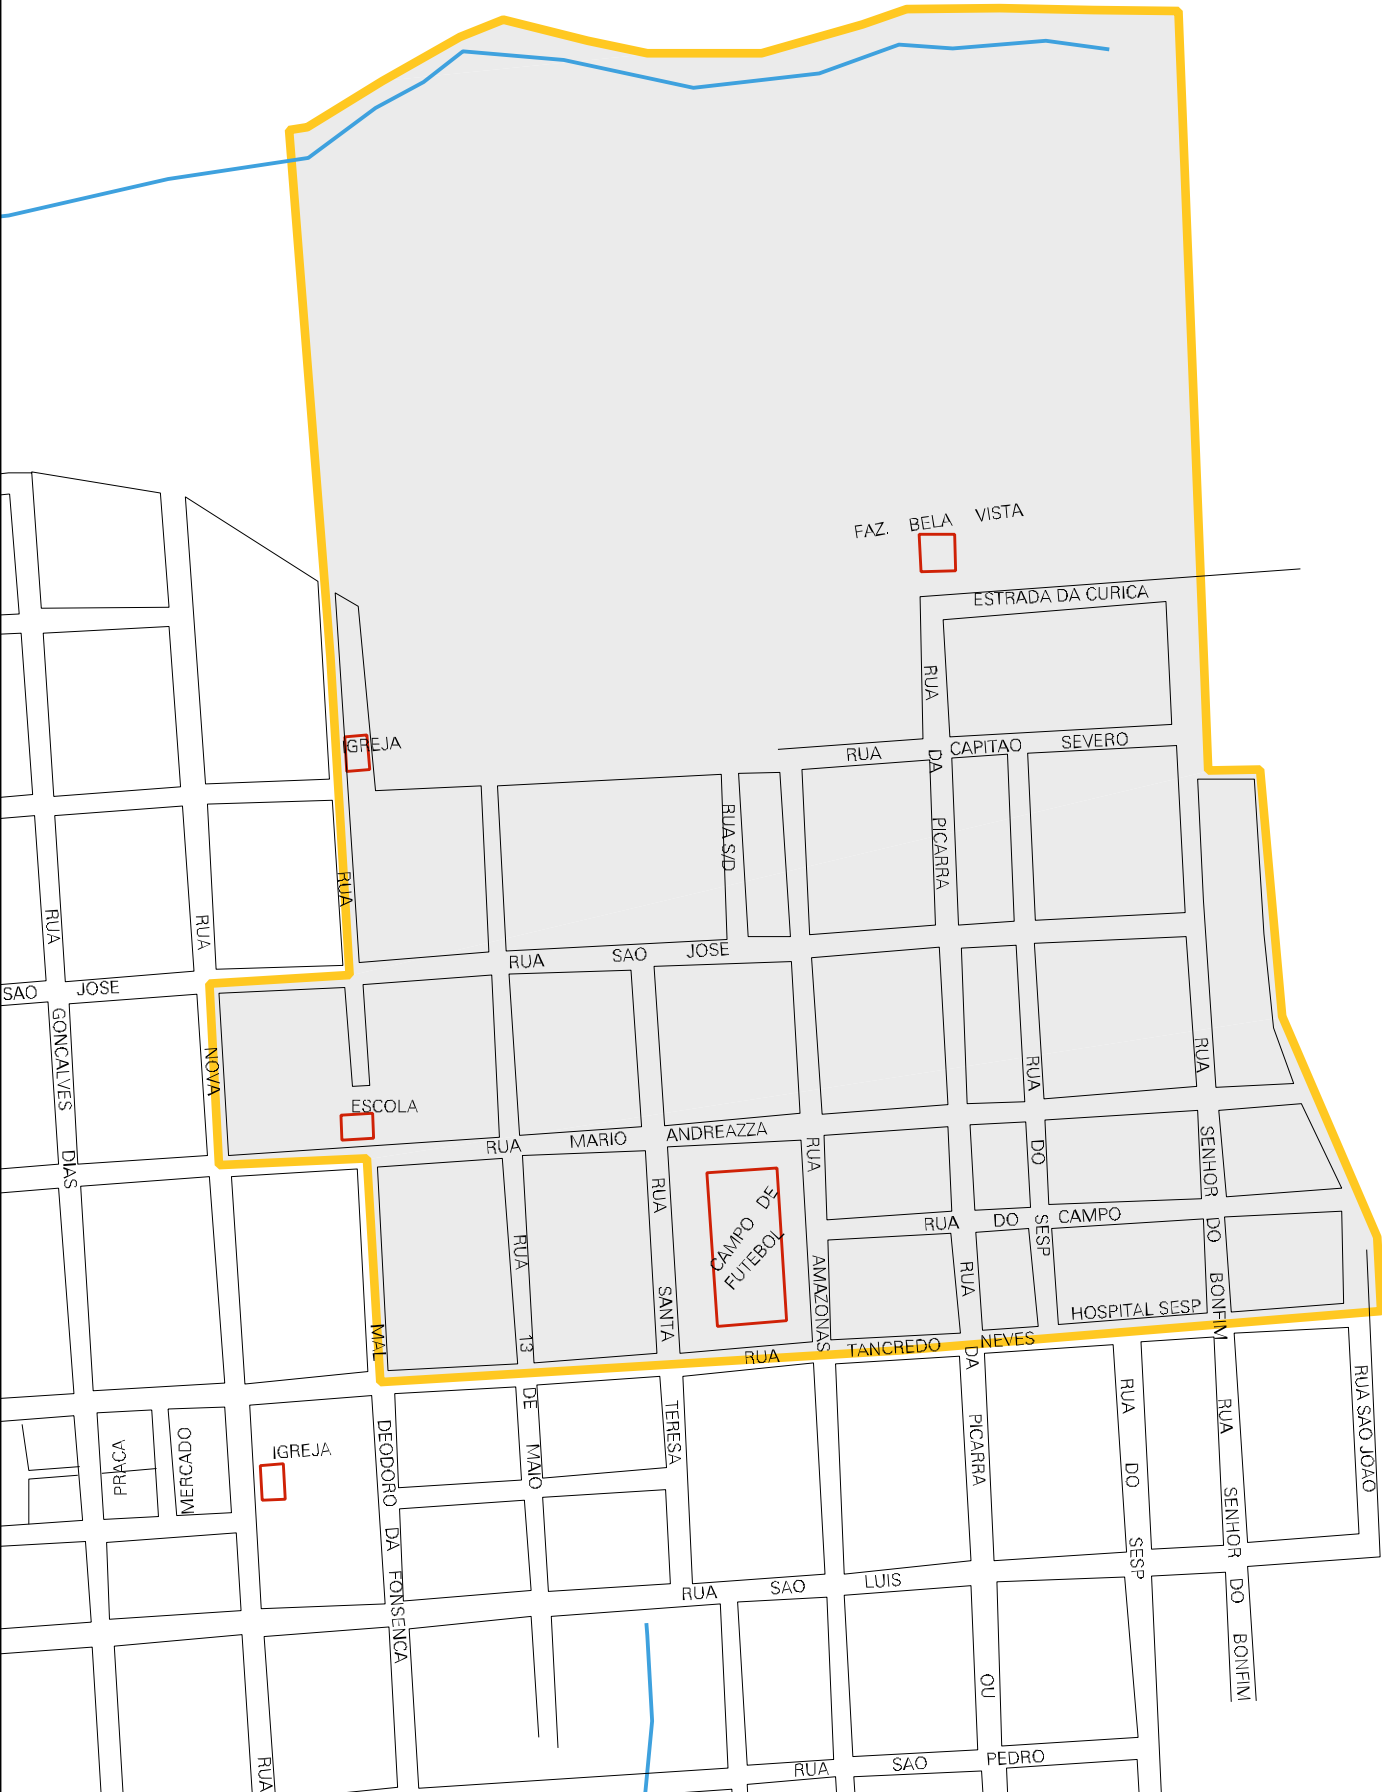 FAZ. BELA VISTA
ESTRADA DA CURICA
RUA DA PICARRA
RUA CAPITAO SEVERO
IGREJA
RUA S/D
RUA
RUA
RUA
RUA SAO JOSE
SAO JOSE
GONCALVES DIAS
NOVA
ESCOLA
RUA MARIO ANDREAZZA
RUA DO SESP
RUA SENHOR DO BONFIM
RUA AMAZONAS
RUA SANTA TERESA
CAMPO DE
FUTEBOL
RUA DO CAMPO
RUA 13 DE MAIO
RUA DA PICARRA OU
HOSPITAL SESP
MAL DEODORO DA FONSENCA
RUA TANCREDO NEVES
RUA DO SESP
RUA SENHOR DO BONFIM
RUA SAO JOAO
PRACA
MERCADO
IGREJA
RUA SAO LUIS
RUA
RUA SAO PEDRO